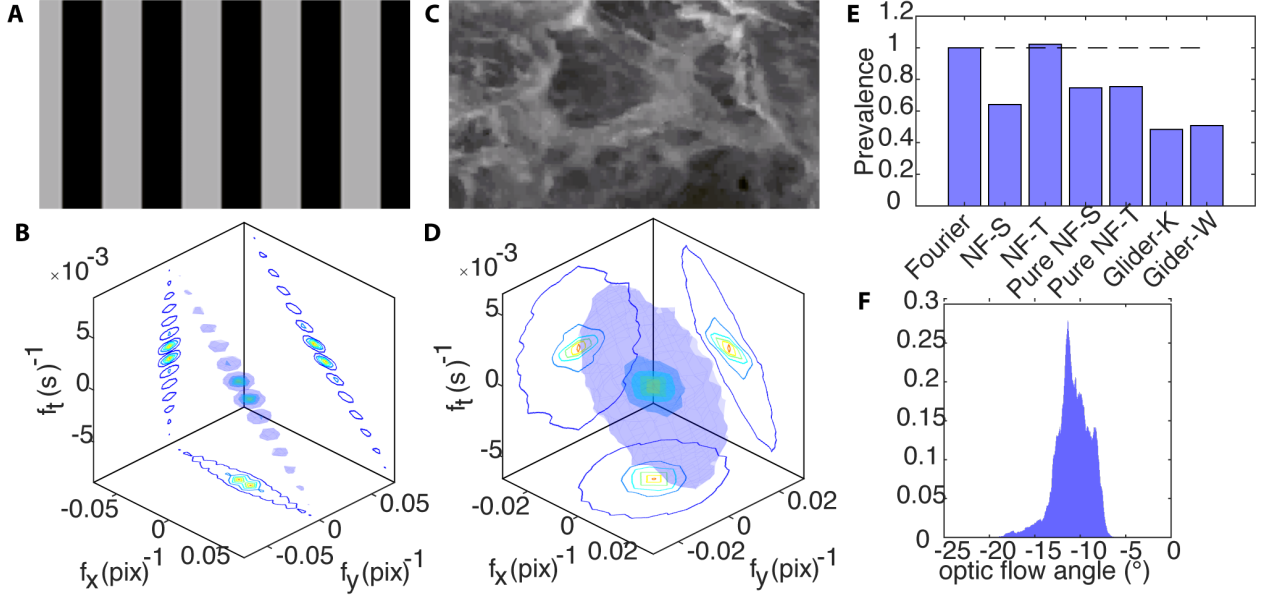 A
B
×10⁻³
5
0
-5
f_t(s)⁻¹
-0.05
0
0.05
f_x(pix)⁻¹
-0.05
0
0.05
f_y(pix)⁻¹
C
D
×10⁻³
5
0
-5
f_t(s)⁻¹
-0.02
0
0.02
f_x(pix)⁻¹
-0.02
0
0.02
f_y(pix)⁻¹
E
1.2
1
0.8
0.6
0.4
0.2
0
Prevalence
Fourier
NF-S
NF-T
Pure NF-S
Pure NF-T
Glider-K
Gider-W
F
0.3
0.25
0.2
0.15
0.1
0.05
0
-25
-20
-15
-10
-5
0
optic flow angle (°)